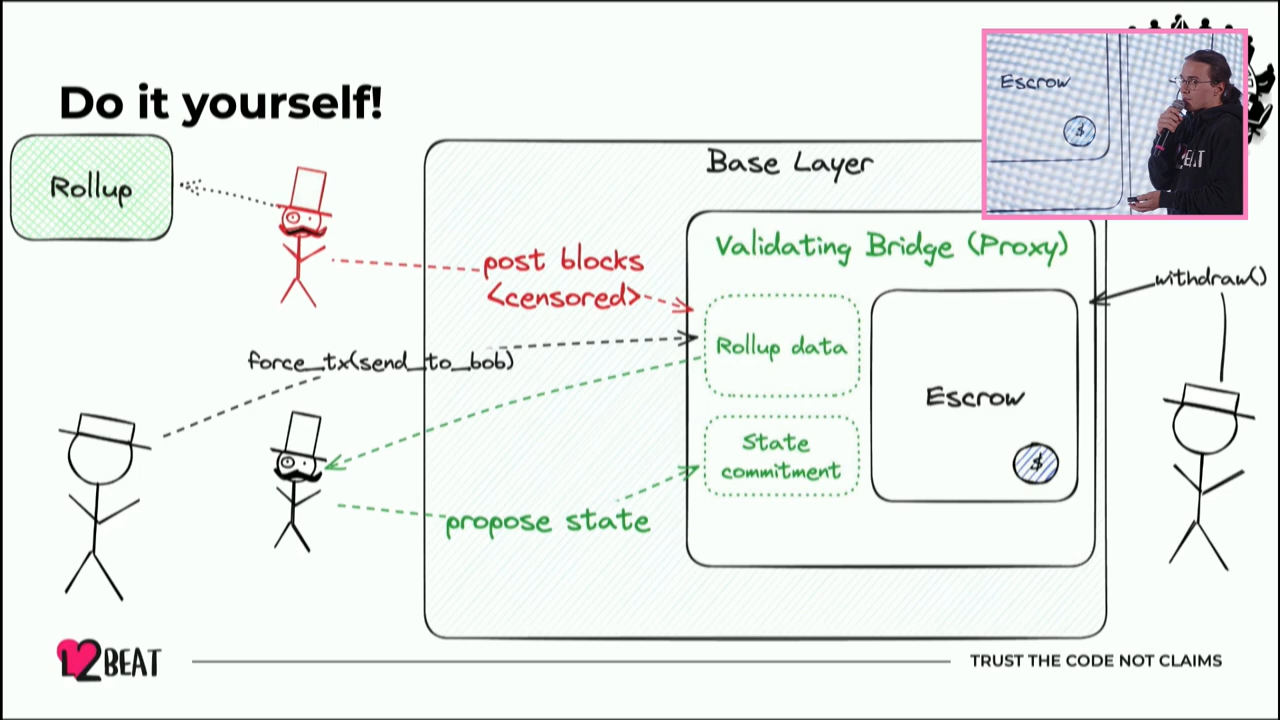 Do it yourself!
Rollup
Base Layer
Escrow
$
BEAT
post blocks
<censored>
Validating Bridge (Proxy)
withdraw()
force_tx(send_to_bob)
Rollup data
Escrow
$
State
commitment
propose state
L2BEAT
TRUST THE CODE NOT CLAIMS